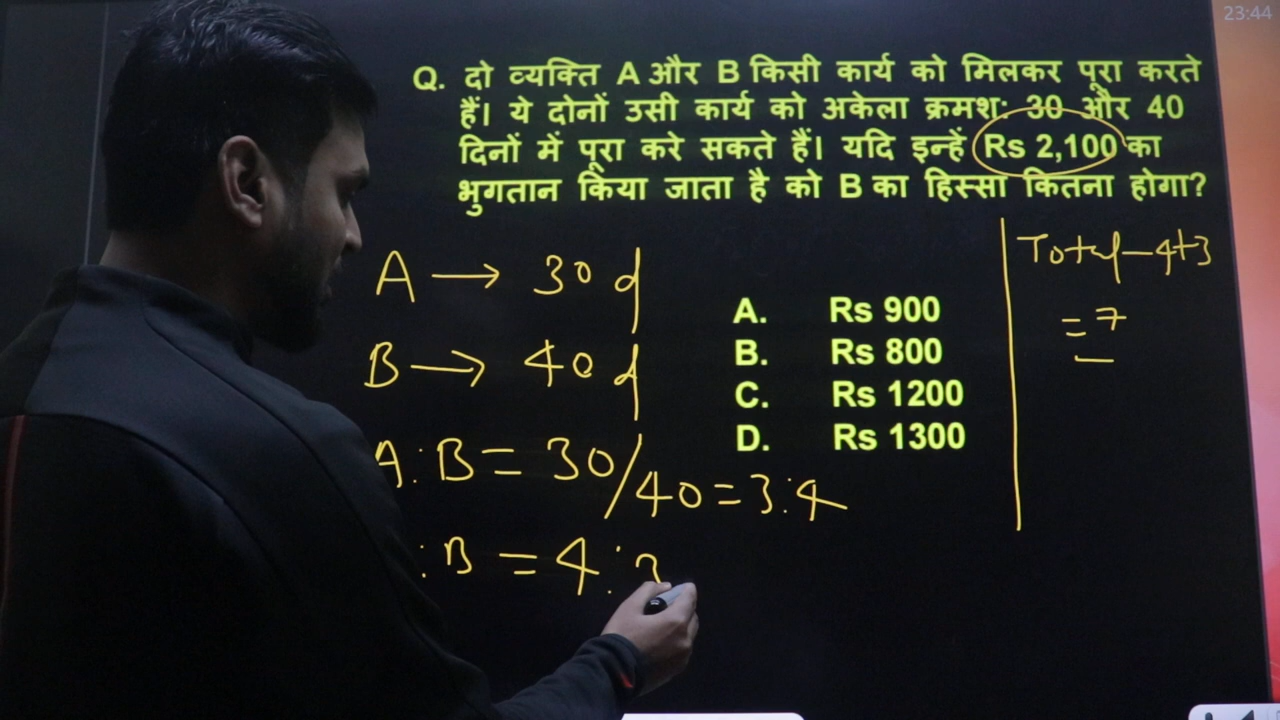 23:44
Q. दो व्यक्ति A और B किसी कार्य को मिलकर पूरा करते
हैं। ये दोनों उसी कार्य को अकेला क्रमश: 30 और 40
दिनों में पूरा करे सकते हैं। यदि इन्हें Rs 2,100 का
भुगतान किया जाता है को B का हिस्सा कितना होगा?
A → 30 d
B → 40 d
A:B = 30/40 = 3:4
:B = 4:3
A. Rs 900
B. Rs 800
C. Rs 1200
D. Rs 1300
Total - 4+3
= 7